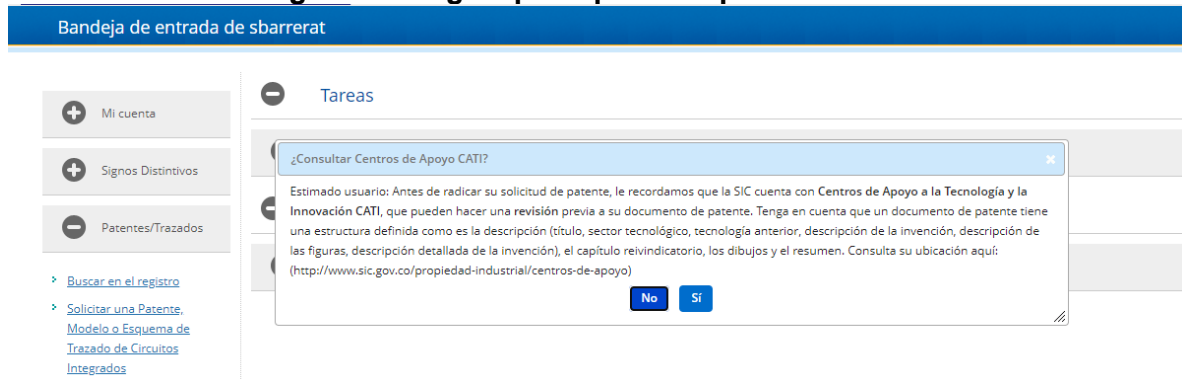 Bandeja de entrada de sbarrerat
Mi cuenta
Signos Distintivos
Patentes/Trazados
Buscar en el registro
Solicitar una Patente,
Modelo o Esquema de
Trazado de Circuitos
Integrados
Tareas
¿Consultar Centros de Apoyo CATI?
Estimado usuario: Antes de radicar su solicitud de patente, le recordamos que la SIC cuenta con Centros de Apoyo a la Tecnología y la
Innovación CATI, que pueden hacer una revisión previa a su documento de patente. Tenga en cuenta que un documento de patente tiene
una estructura definida como es la descripción (título, sector tecnológico, tecnología anterior, descripción de la invención, descripción de
las figuras, descripción detallada de la invención), el capítulo reivindicatorio, los dibujos y el resumen. Consulta su ubicación aquí:
(http://www.sic.gov.co/propiedad-industrial/centros-de-apoyo)
No Sí